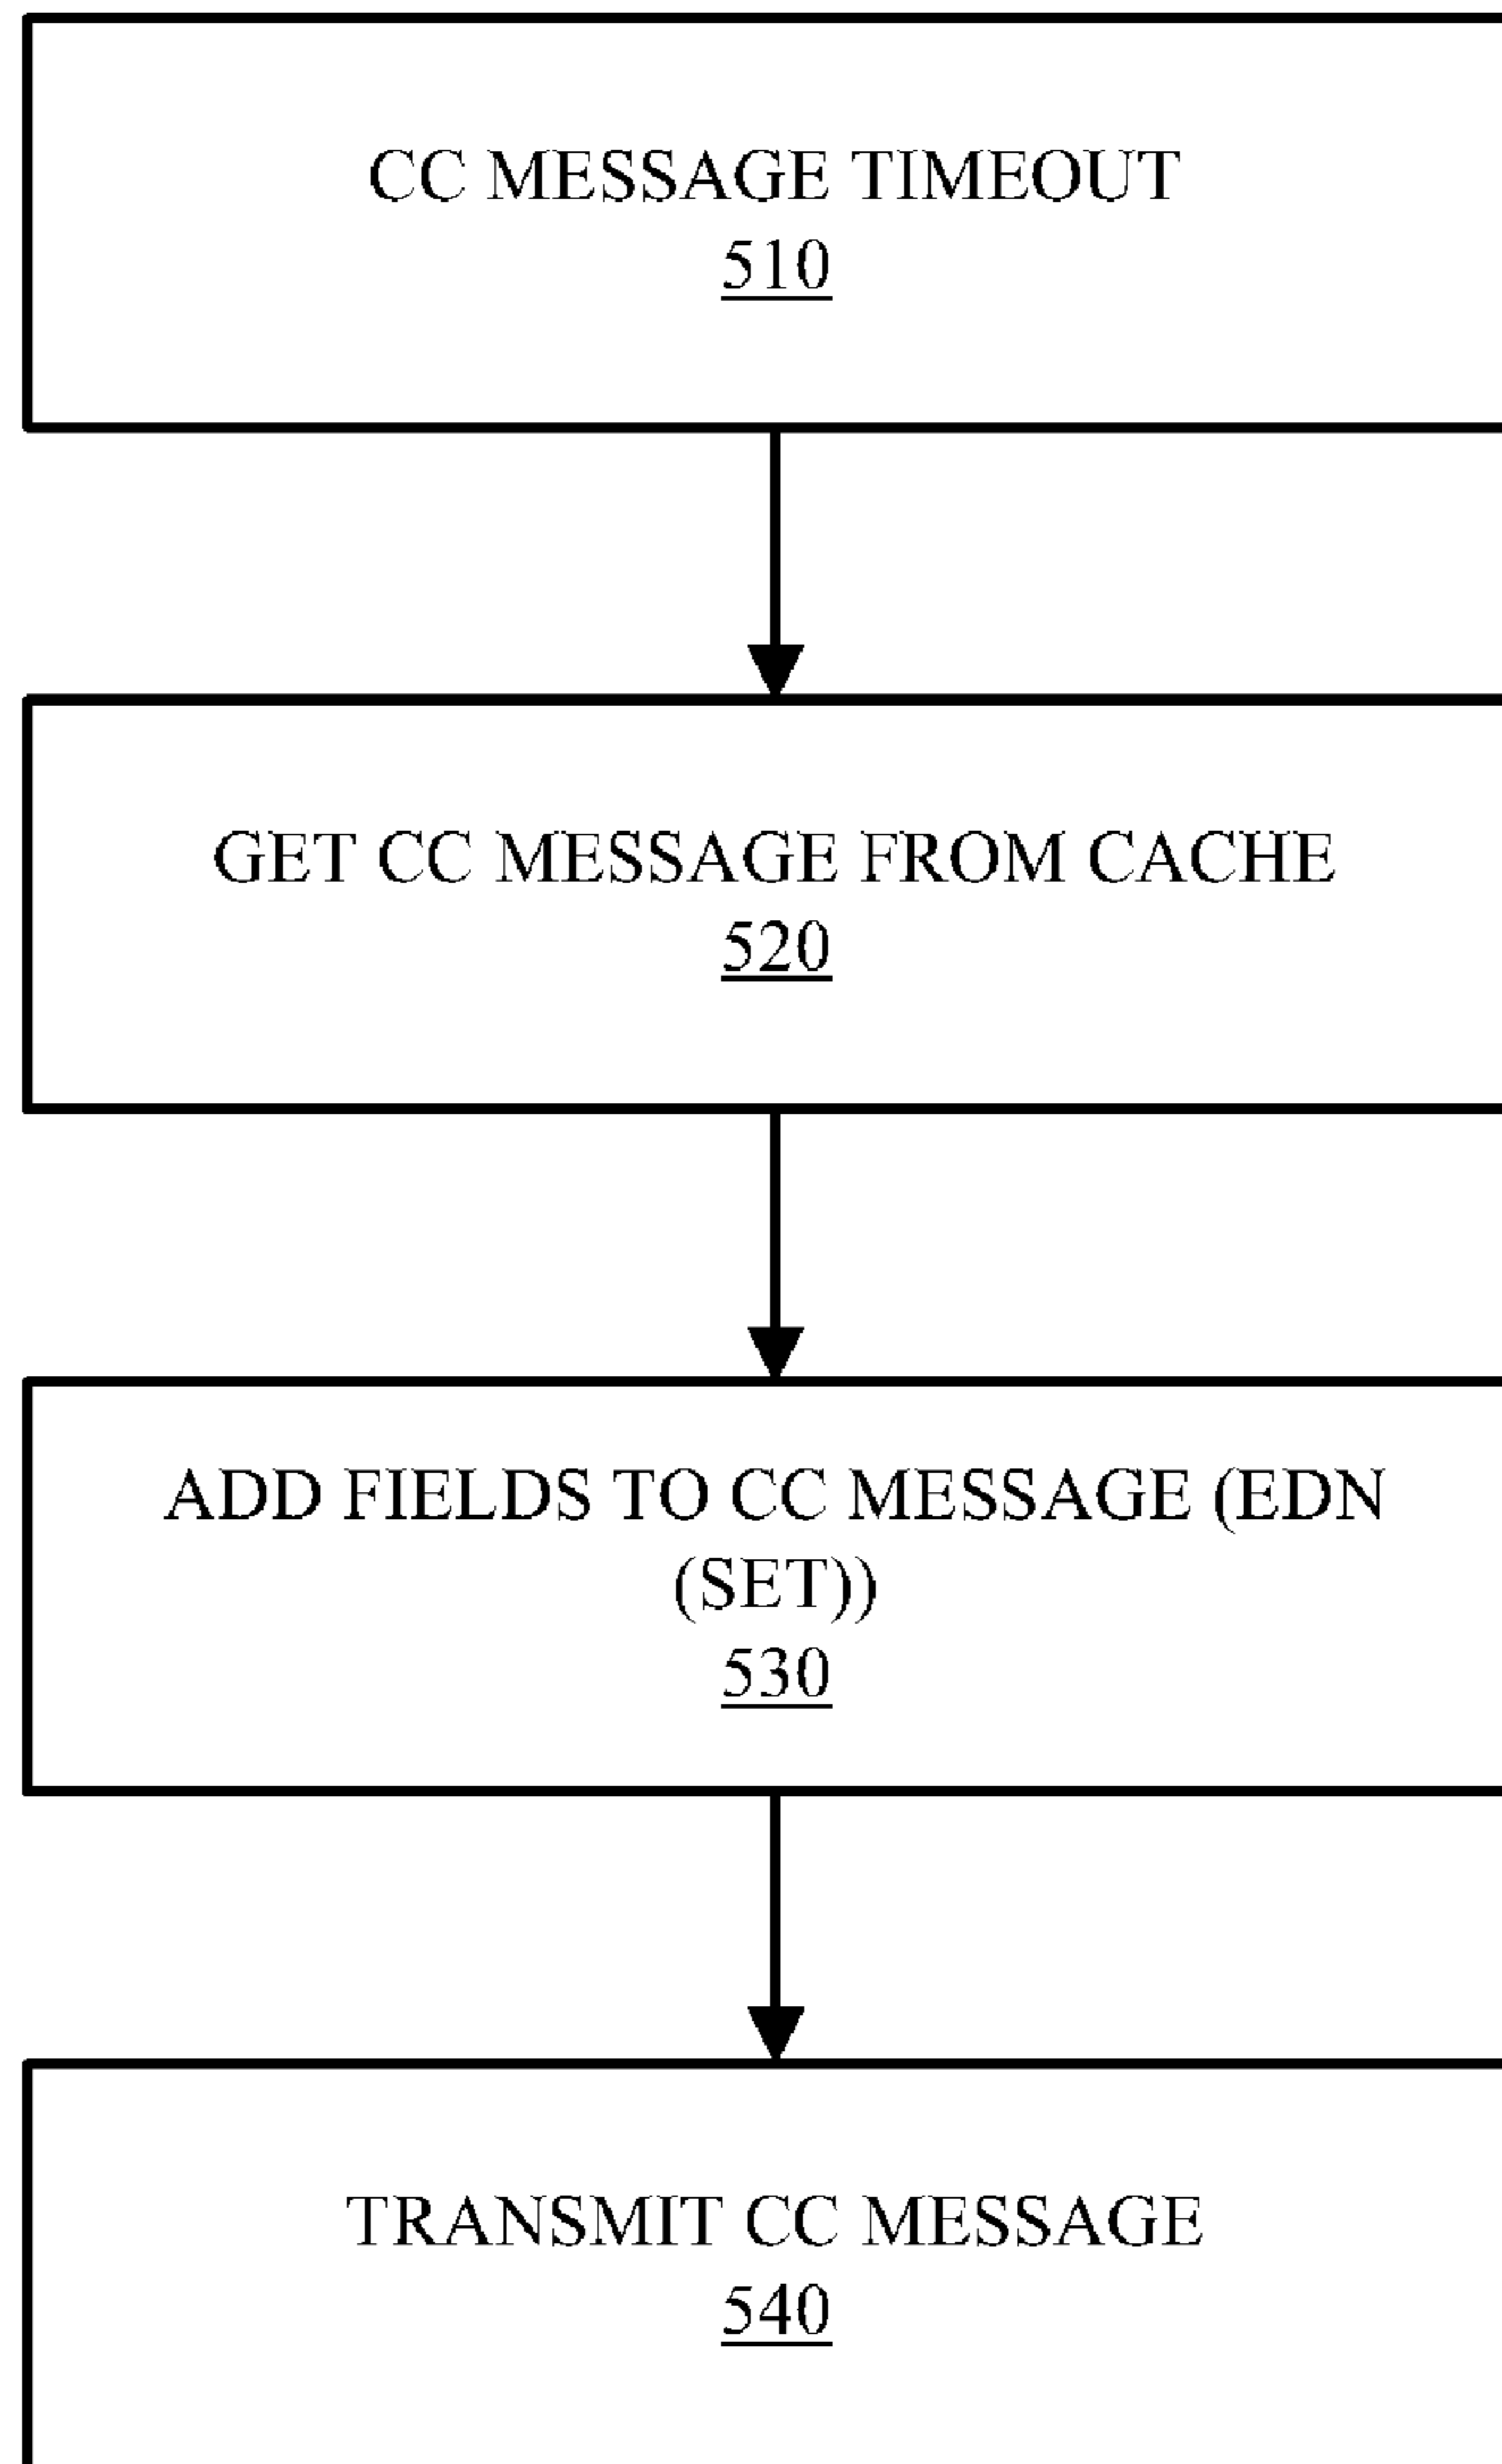 CC MESSAGE TIMEOUT
510
GET CC MESSAGE FROM CACHE
520
ADD FIELDS TO CC MESSAGE (EDN
(SET))
530
TRANSMIT CC MESSAGE
540